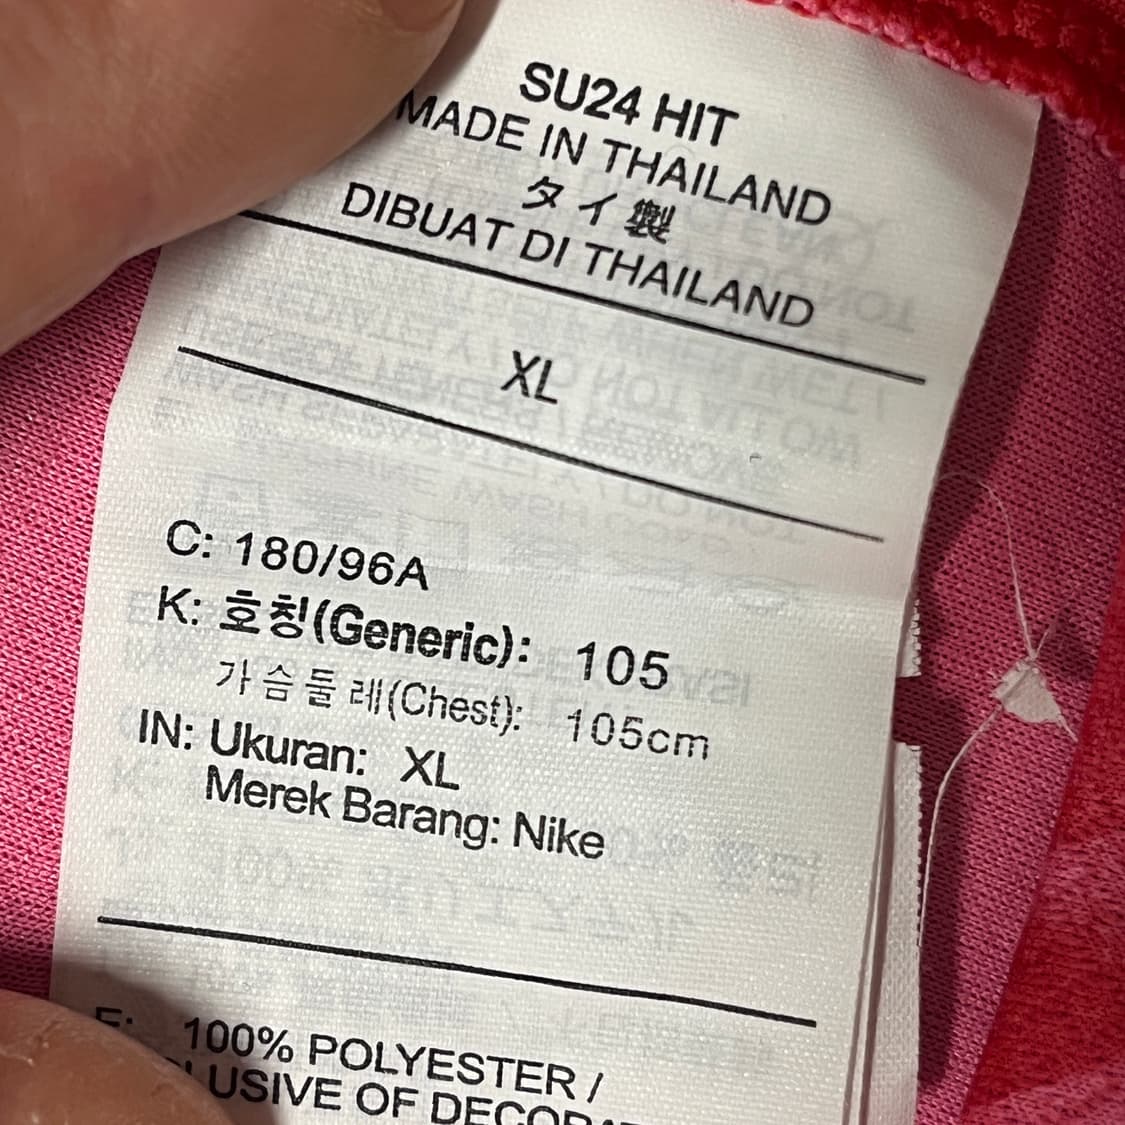 SU24 HIT
MADE IN THAILAND
タイ製
DIBUAT DI THAILAND
XL
C: 180/96A
K: 호칭(Generic): 105
가슴둘레(Chest): 105cm
IN: Ukuran: XL
Merek Barang: Nike
E: 100% POLYESTER /
LUSIVE OF DECORA